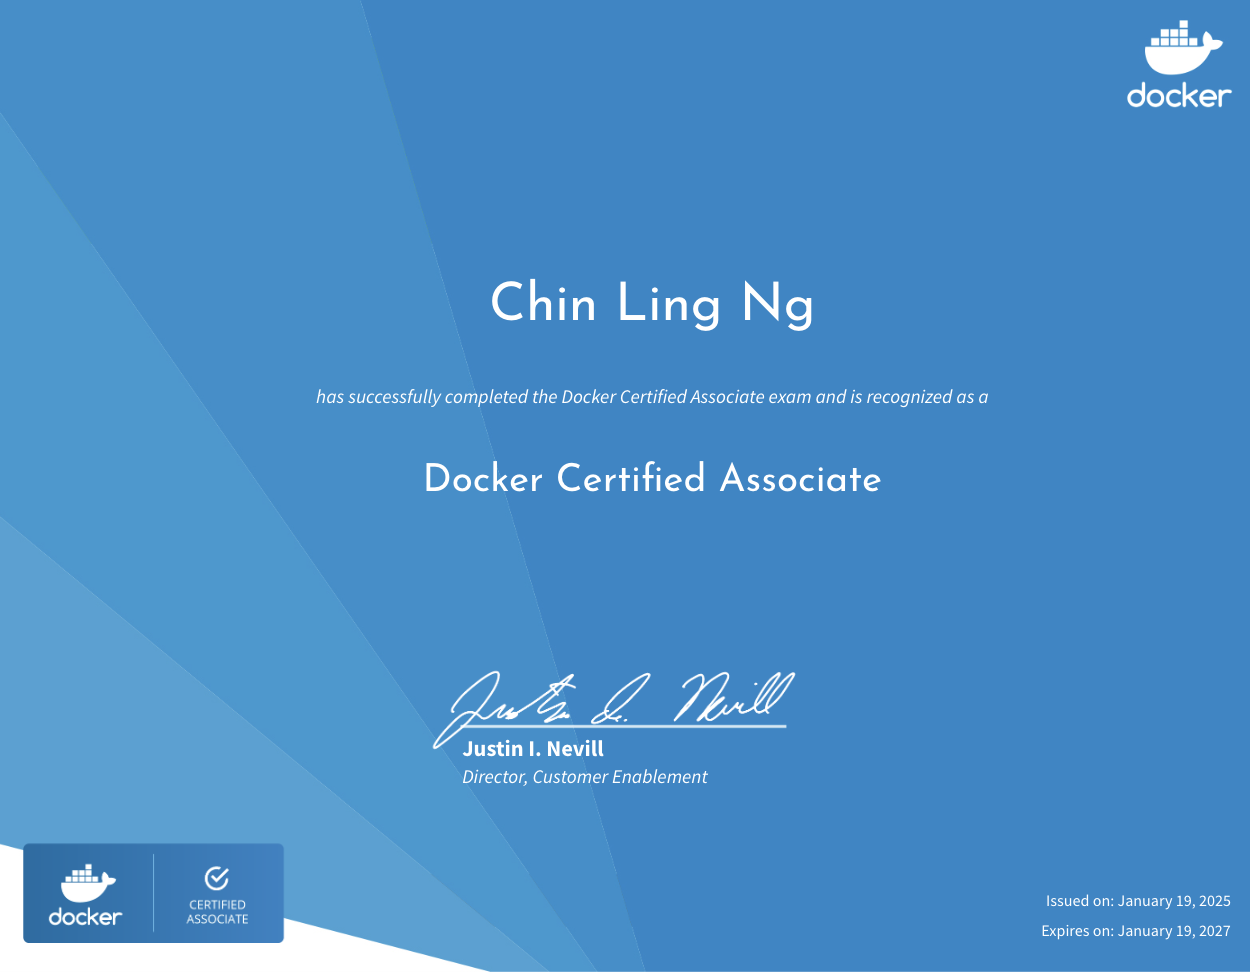 docker
Chin Ling Ng
has successfully completed the Docker Certified Associate exam and is recognized as a
Docker Certified Associate
Justin I. Nevill
Justin I. Nevill
Director, Customer Enablement
docker
CERTIFIED
ASSOCIATE
Issued on: January 19, 2025
Expires on: January 19, 2027